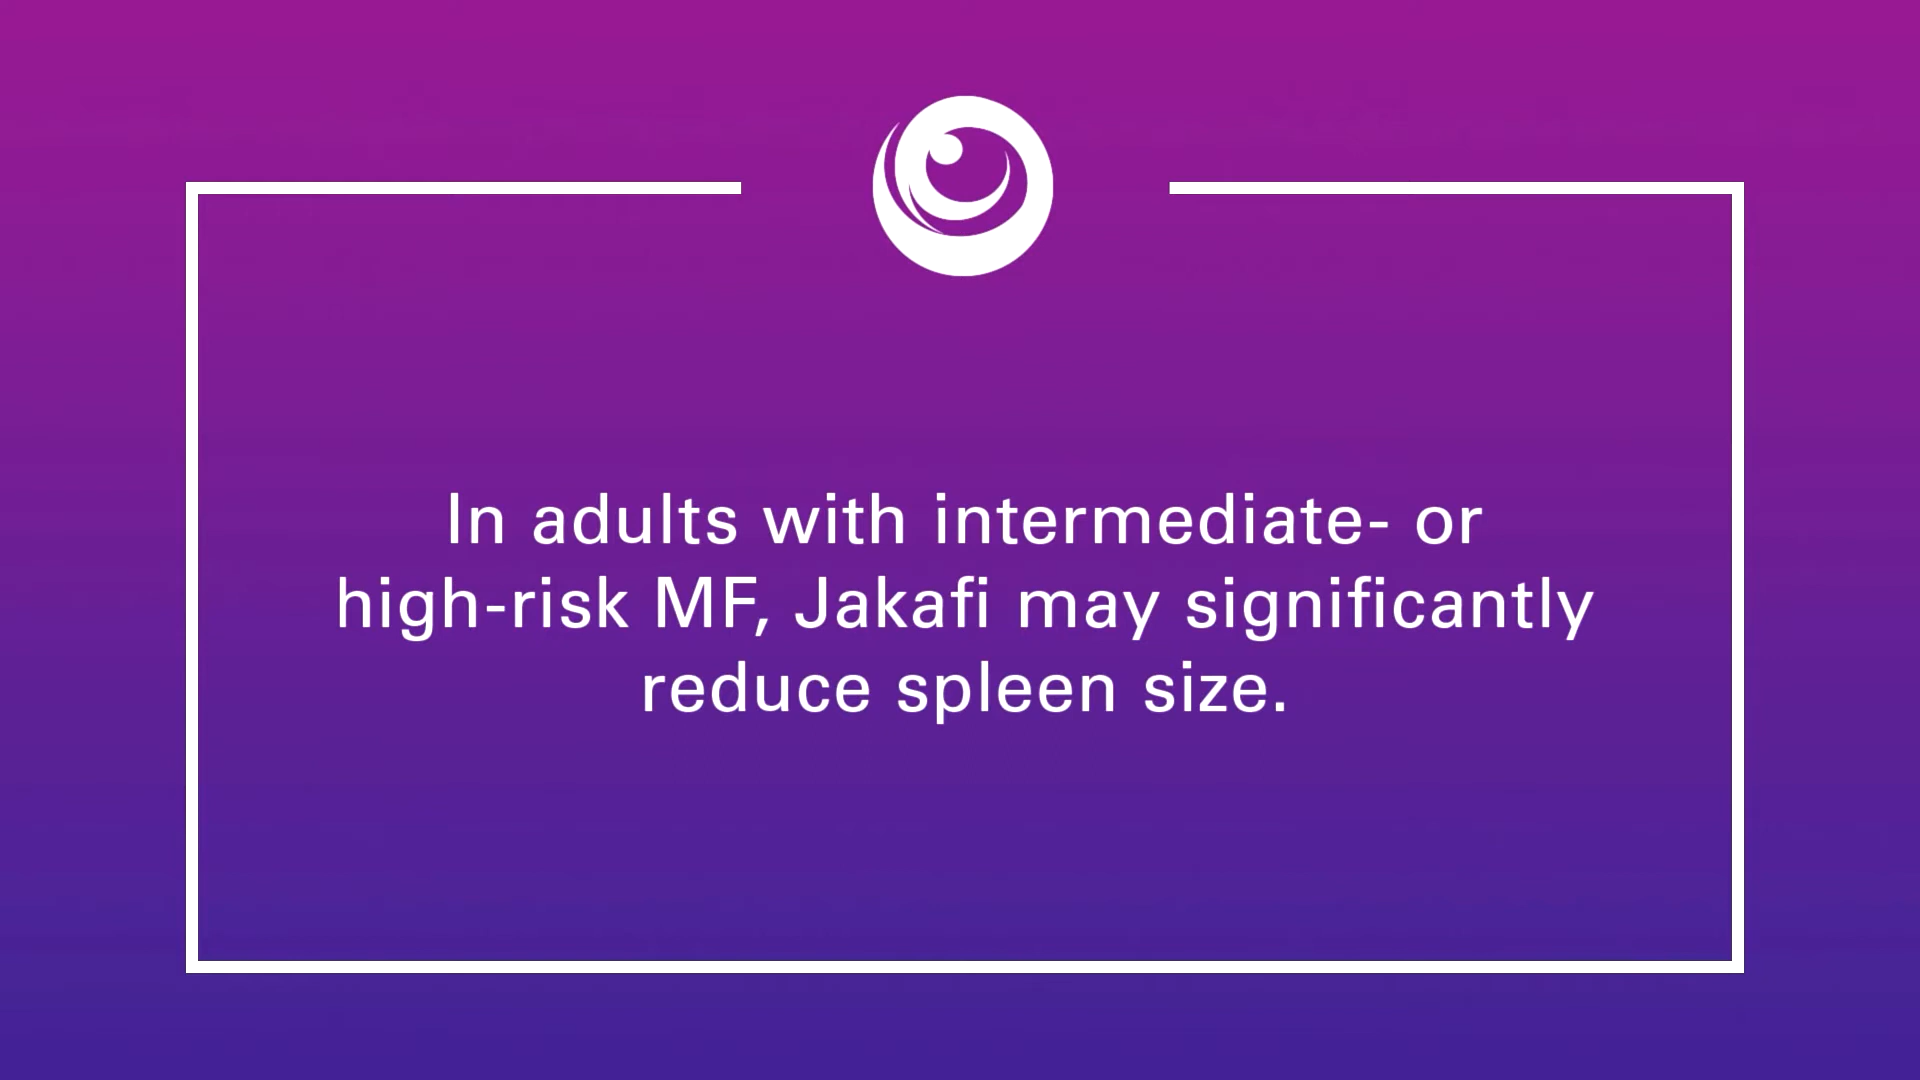 In adults with intermediate- or
high-risk MF, Jakafi may significantly
reduce spleen size.